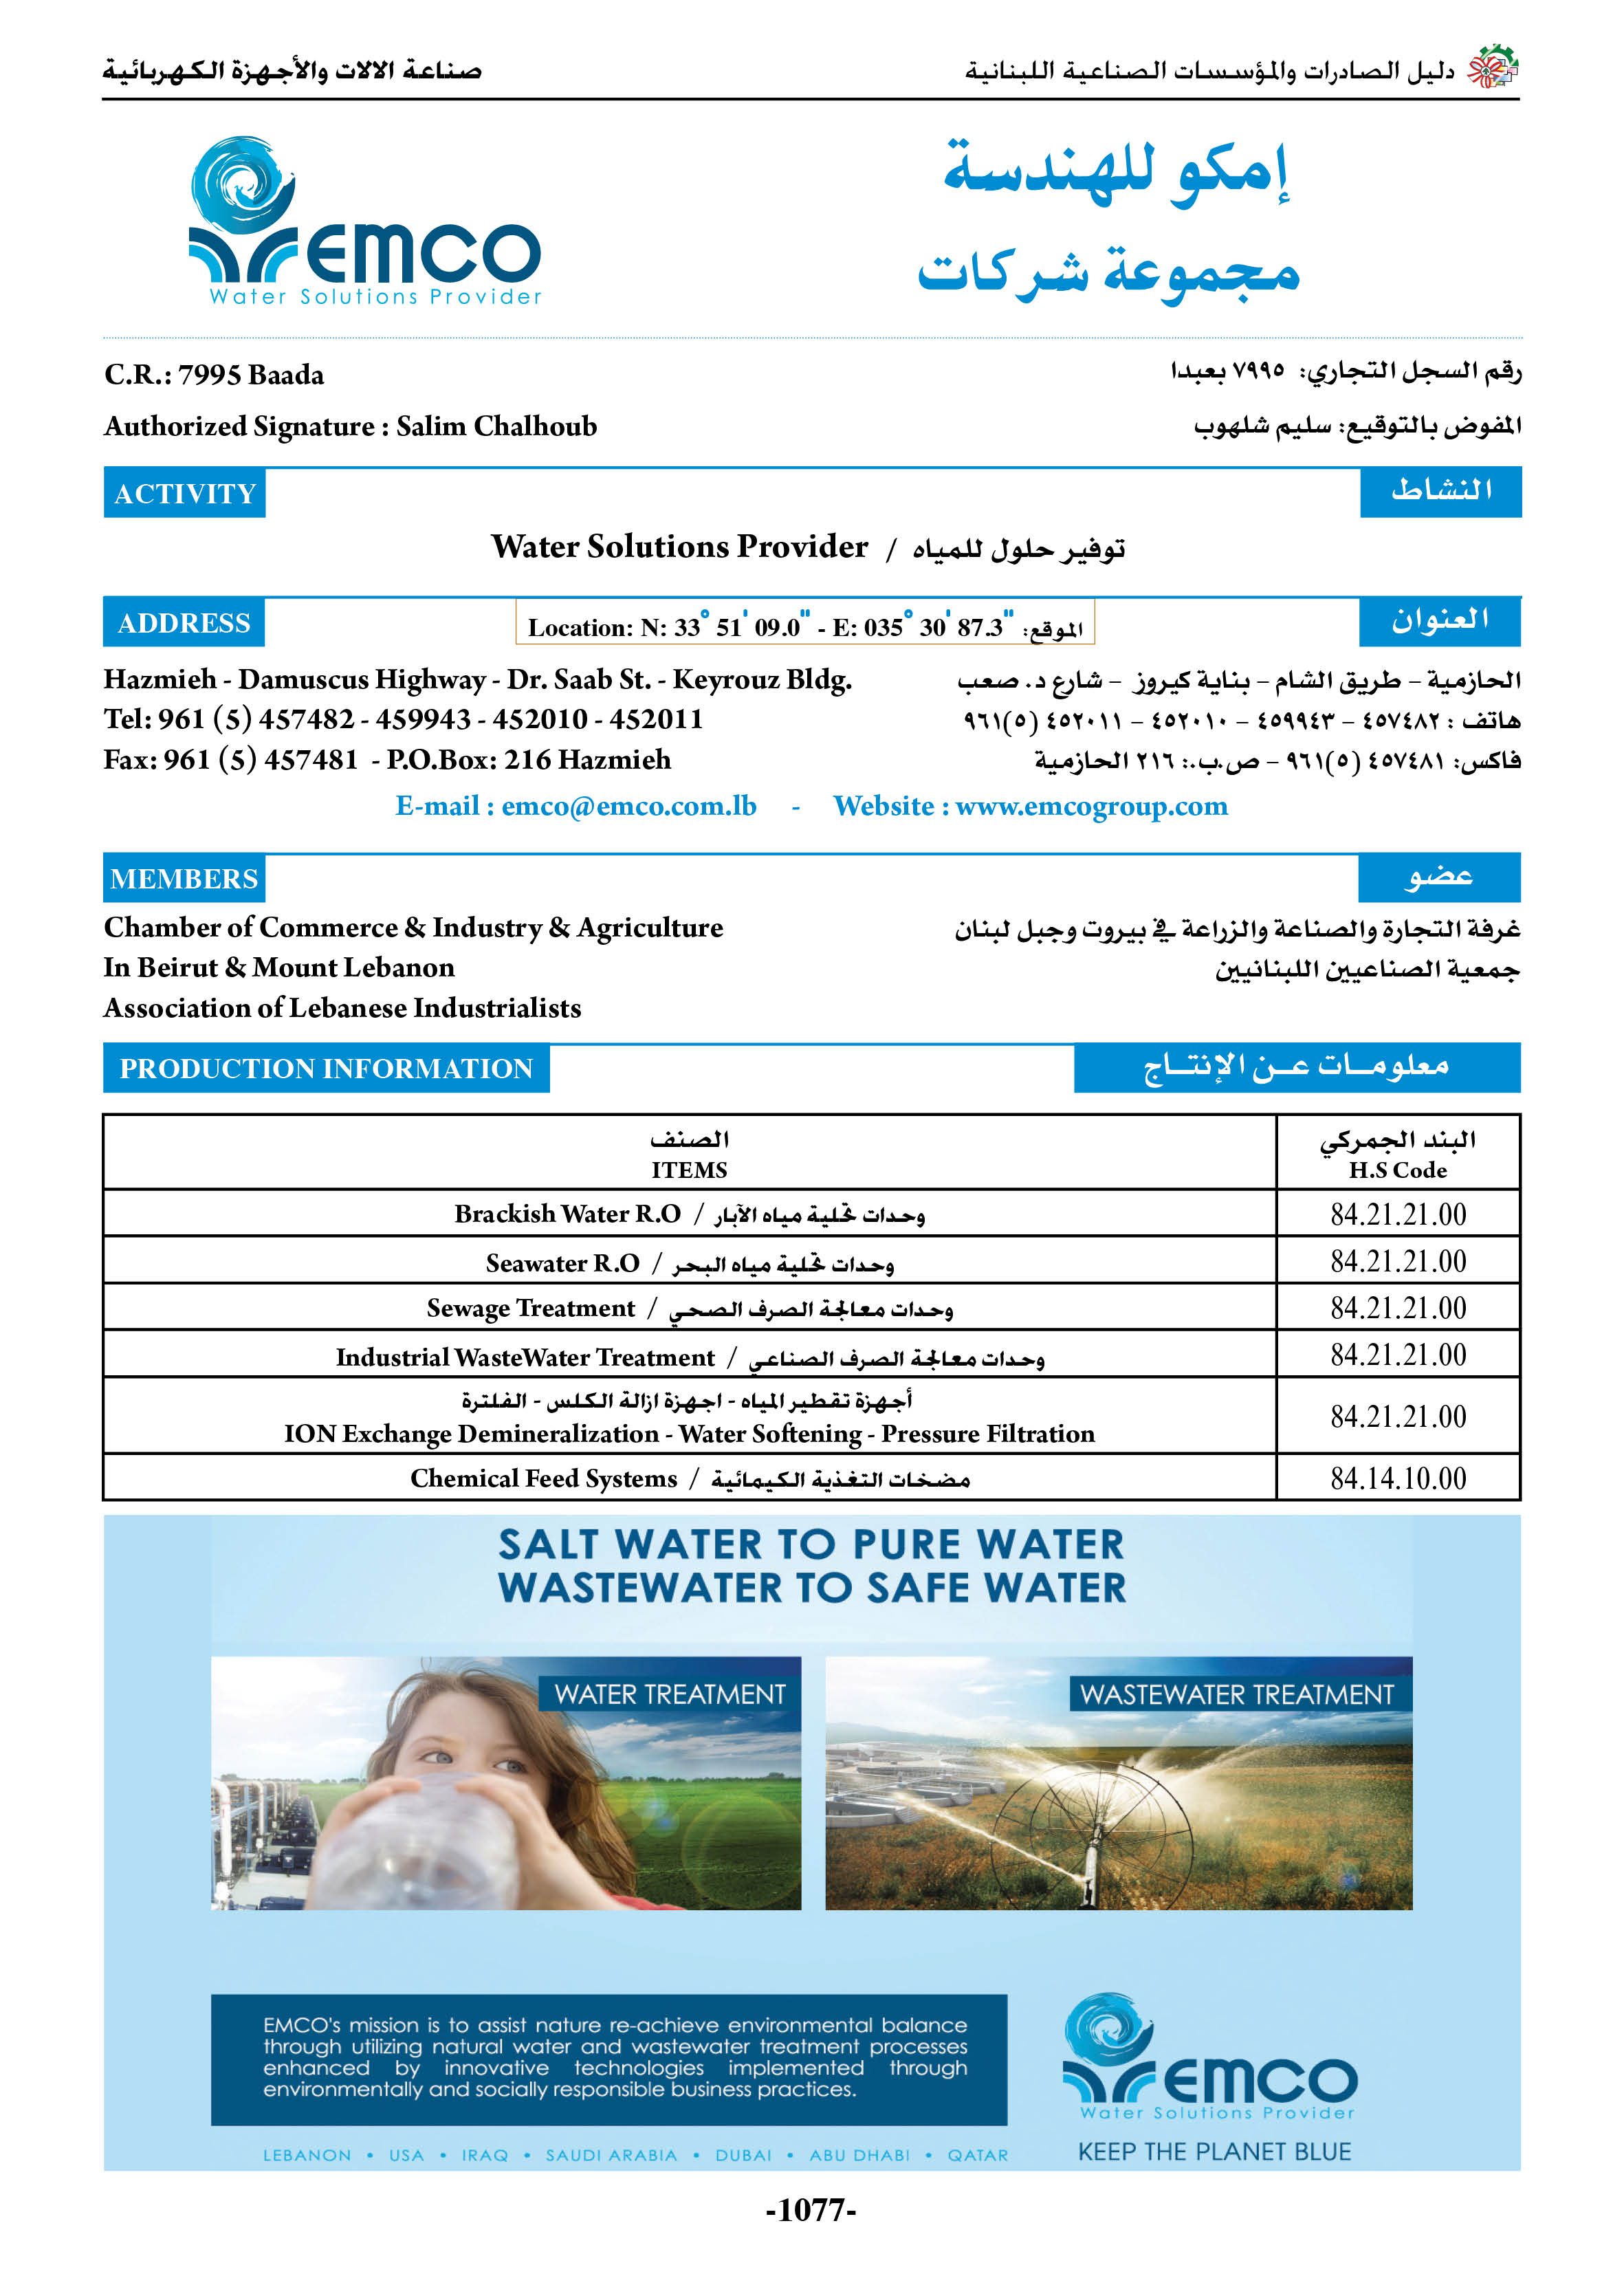 صناعة الالات والأجهزة الكهربائية
دليل الصادرات والمؤسسات الصناعية اللبنانية
EMCO
Water Solutions Provider
إمكو للهندسة
مجموعة شركات
C.R.: 7995 Baada
رقم السجل التجاري: ٧٩٩٥ بعبدا
Authorized Signature : Salim Chalhoub
المفوض بالتوقيع: سليم شلهوب
ACTIVITY
النشاط
Water Solutions Provider / توفير حلول للمياه
ADDRESS
Location: N: 33° 51' 09.0" - E: 035° 30' 87.3" الموقع:
العنوان
Hazmieh - Damuscus Highway - Dr. Saab St. - Keyrouz Bldg.
الحازمية – طريق الشام – بناية كيروز – شارع د. صعب
Tel: 961 (5) 457482 - 459943 - 452010 - 452011
هاتف : ٤٥٧٤٨٢ – ٤٥٩٩٤٣ – ٤٥٢٠١٠ – ٤٥٢٠١١ (٥)٩٦١
Fax: 961 (5) 457481 - P.O.Box: 216 Hazmieh
فاكس: ٤٥٧٤٨١ (٥)٩٦١ – ص.ب.: ٢١٦ الحازمية
E-mail : emco@emco.com.lb - Website : www.emcogroup.com
MEMBERS
عضو
Chamber of Commerce & Industry & Agriculture
In Beirut & Mount Lebanon
Association of Lebanese Industrialists
غرفة التجارة والصناعة والزراعة في بيروت وجبل لبنان
جمعية الصناعيين اللبنانيين
PRODUCTION INFORMATION
معلومــات عــن الإنتــاج
الصنف
ITEMS
البند الجمركي
H.S Code
Brackish Water R.O / وحدات تحلية مياه الآبار
84.21.21.00
Seawater R.O / وحدات تحلية مياه البحر
84.21.21.00
Sewage Treatment / وحدات معالجة الصرف الصحي
84.21.21.00
Industrial WasteWater Treatment / وحدات معالجة الصرف الصناعي
84.21.21.00
أجهزة تقطير المياه - اجهزة ازالة الكلس - الفلترة
ION Exchange Demineralization - Water Softening - Pressure Filtration
84.21.21.00
Chemical Feed Systems / مضخات التغذية الكيمائية
84.14.10.00
SALT WATER TO PURE WATER
WASTEWATER TO SAFE WATER
WATER TREATMENT
WASTEWATER TREATMENT
EMCO's mission is to assist nature re-achieve environmental balance
through utilizing natural water and wastewater treatment processes
enhanced by innovative technologies implemented through
environmentally and socially responsible business practices.
EMCO
Water Solutions Provider
LEBANON • USA • IRAQ • SAUDI ARABIA • DUBAI • ABU DHABI • QATAR
KEEP THE PLANET BLUE
-1077-